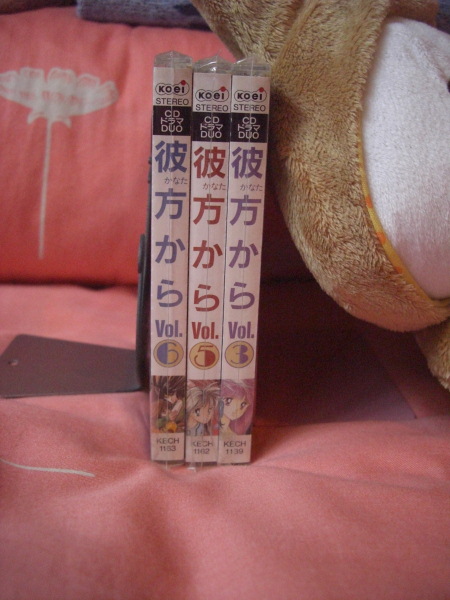 KOEI
STEREO
CD
ドラマ
DUO
彼方から
かなた
Vol.
6
KECH
1183
KOEI
STEREO
CD
ドラマ
DUO
彼方から
かなた
Vol.
5
KECH
1162
KOEI
STEREO
CD
ドラマ
DUO
彼方から
かなた
Vol.
3
KECH
1139